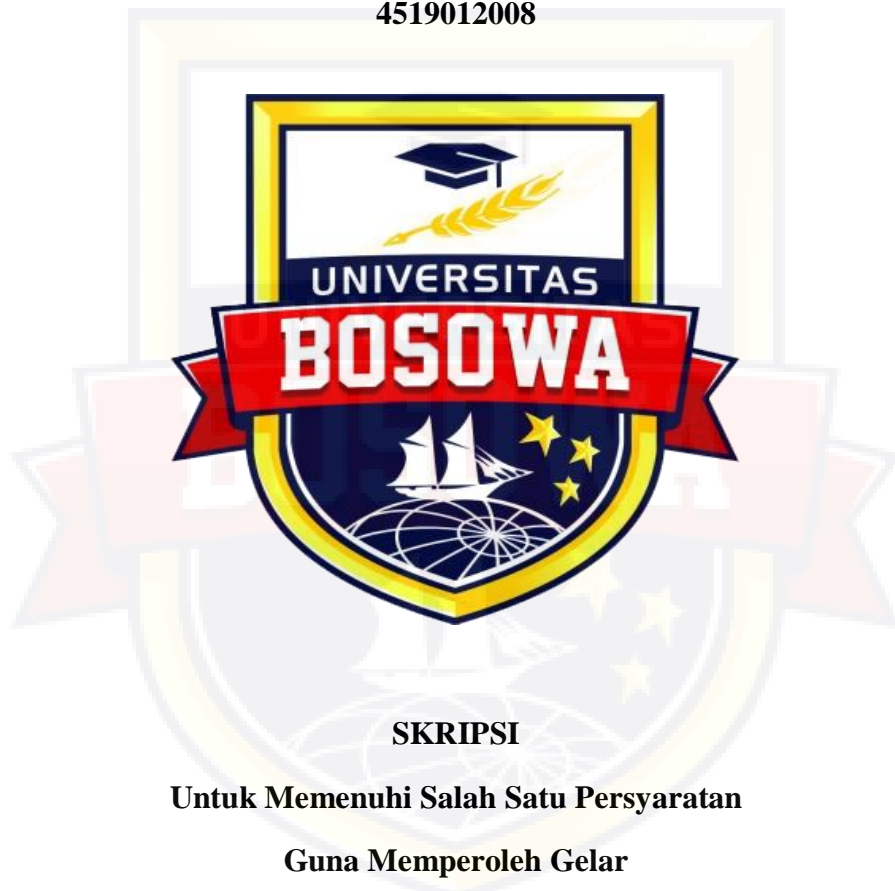 4519012008
UNIVERSITAS
BOSOWA
SKRIPSI
Untuk Memenuhi Salah Satu Persyaratan
Guna Memperoleh Gelar